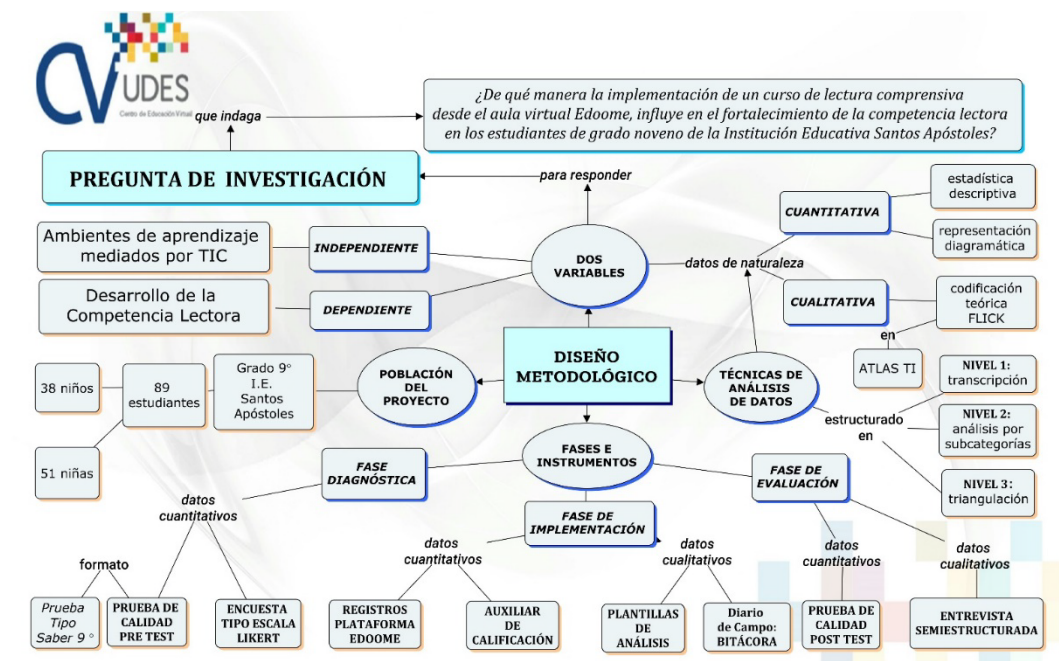 CVUDES
Centro de Educación Virtual
que indaga
¿De qué manera la implementación de un curso de lectura comprensiva
desde el aula virtual Edoome, influye en el fortalecimiento de la competencia lectora
en los estudiantes de grado noveno de la Institución Educativa Santos Apóstoles?
PREGUNTA DE INVESTIGACIÓN
para responder
DOS
VARIABLES
INDEPENDIENTE
Ambientes de aprendizaje
mediados por TIC
DEPENDIENTE
Desarrollo de la
Competencia Lectora
datos de naturaleza
CUANTITATIVA
estadística
descriptiva
representación
diagramática
CUALITATIVA
codificación
teórica
FLICK
en
ATLAS TI
DISEÑO
METODOLÓGICO
POBLACIÓN
DEL
PROYECTO
Grado 9°
I.E.
Santos
Apóstoles
89
estudiantes
38 niños
51 niñas
TÉCNICAS DE
ANÁLISIS
DE DATOS
estructurado
en
NIVEL 1:
transcripción
NIVEL 2:
análisis por
subcategorías
NIVEL 3:
triangulación
FASES E
INSTRUMENTOS
FASE
DIAGNÓSTICA
datos
cuantitativos
formato
Prueba
Tipo
Saber 9 °
PRUEBA DE
CALIDAD
PRE TEST
ENCUESTA
TIPO ESCALA
LIKERT
FASE DE
IMPLEMENTACIÓN
datos
cuantitativos
REGISTROS
PLATAFORMA
EDOOME
AUXILIAR
DE
CALIFICACIÓN
datos
cualitativos
PLANTILLAS
DE
ANÁLISIS
Diario
de Campo:
BITÁCORA
FASE DE
EVALUACIÓN
datos
cuantitativos
PRUEBA DE
CALIDAD
POST TEST
datos
cualitativos
ENTREVISTA
SEMIESTRUCTURADA